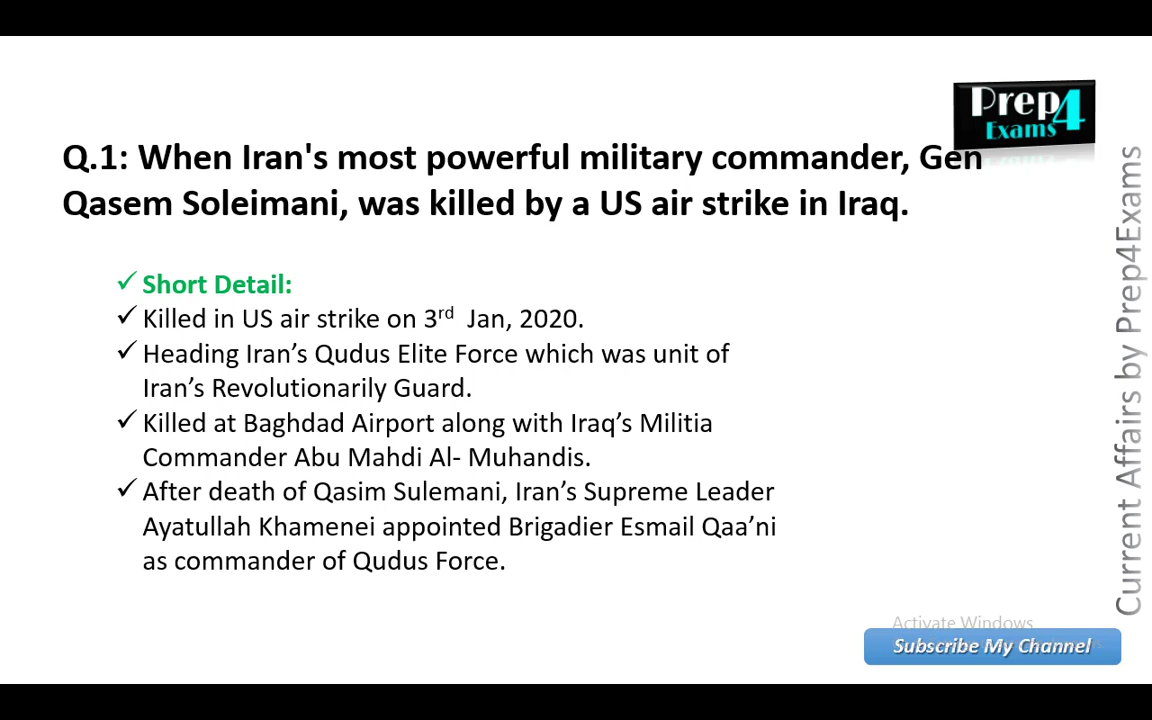 Prep4
Exams
Q.1: When Iran's most powerful military commander, Gen
Qasem Soleimani, was killed by a US air strike in Iraq.
✓ Short Detail:
✓ Killed in US air strike on 3rd Jan, 2020.
✓ Heading Iran’s Qudus Elite Force which was unit of
Iran’s Revolutionarily Guard.
✓ Killed at Baghdad Airport along with Iraq’s Militia
Commander Abu Mahdi Al- Muhandis.
✓ After death of Qasim Sulemani, Iran’s Supreme Leader
Ayatullah Khamenei appointed Brigadier Esmail Qaa’ni
as commander of Qudus Force.
Current Affairs by Prep4Exams
Activate Windows
Subscribe My Channel